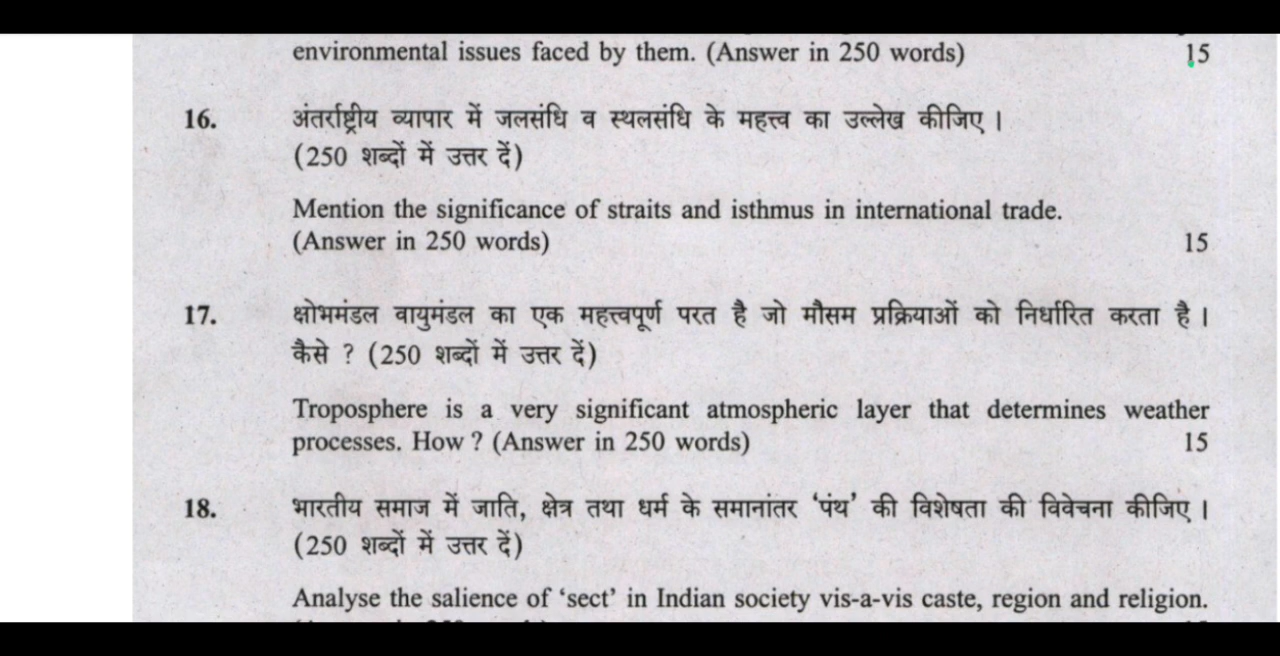 environmental issues faced by them. (Answer in 250 words) 15
16. अंतर्राष्ट्रीय व्यापार में जलसंधि व स्थलसंधि के महत्त्व का उल्लेख कीजिए ।
(250 शब्दों में उत्तर दें)
Mention the significance of straits and isthmus in international trade.
(Answer in 250 words) 15
17. क्षोभमंडल वायुमंडल का एक महत्त्वपूर्ण परत है जो मौसम प्रक्रियाओं को निर्धारित करता है ।
कैसे ? (250 शब्दों में उत्तर दें)
Troposphere is a very significant atmospheric layer that determines weather
processes. How ? (Answer in 250 words) 15
18. भारतीय समाज में जाति, क्षेत्र तथा धर्म के समानांतर ‘पंथ’ की विशेषता की विवेचना कीजिए ।
(250 शब्दों में उत्तर दें)
Analyse the salience of ‘sect’ in Indian society vis-a-vis caste, region and religion.